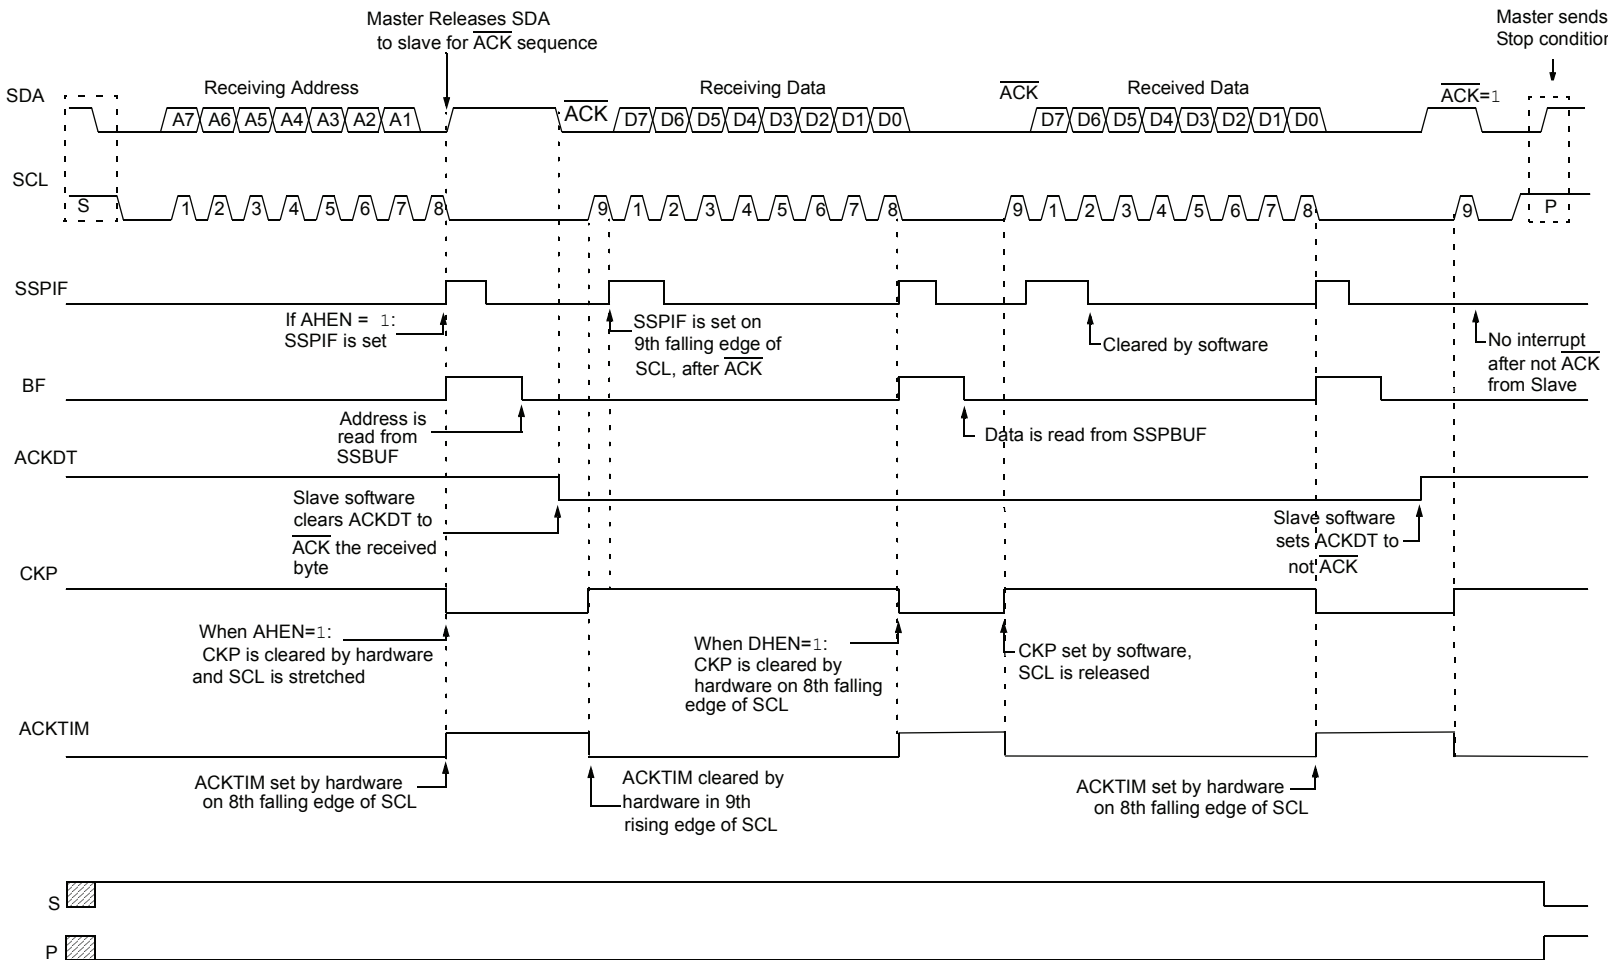 Master Releases SDA
to slave for ACK sequence
Master sends
Stop condition
SDA
Receiving Address
ACK
Receiving Data
ACK
Received Data
ACK=1
A7 A6 A5 A4 A3 A2 A1
D7 D6 D5 D4 D3 D2 D1 D0
D7 D6 D5 D4 D3 D2 D1 D0
SCL
S
1 2 3 4 5 6 7 8
9 1 2 3 4 5 6 7 8
9 1 2 3 4 5 6 7 8
9
P
SSPIF
If AHEN = 1:
SSPIF is set
SSPIF is set on
9th falling edge of
SCL, after ACK
Cleared by software
No interrupt
after not ACK
from Slave
BF
Address is
read from
SSBUF
Data is read from SSPBUF
ACKDT
Slave software
clears ACKDT to
ACK the received
byte
Slave software
sets ACKDT to
not ACK
CKP
When AHEN=1:
CKP is cleared by hardware
and SCL is stretched
When DHEN=1:
CKP is cleared by
hardware on 8th falling
edge of SCL
CKP set by software,
SCL is released
ACKTIM
ACKTIM set by hardware
on 8th falling edge of SCL
ACKTIM cleared by
hardware in 9th
rising edge of SCL
ACKTIM set by hardware
on 8th falling edge of SCL
S
P